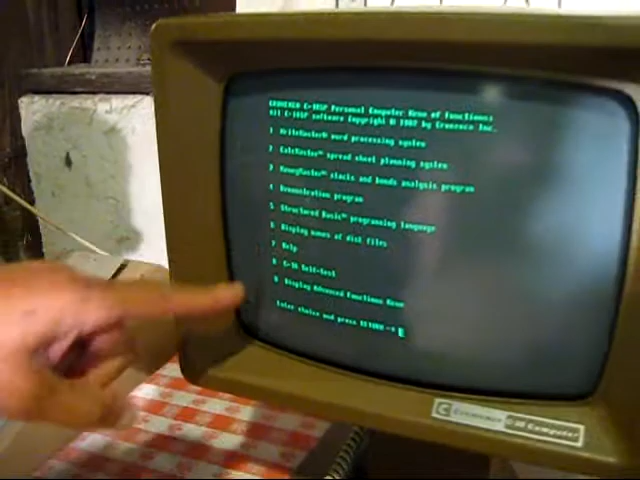 CROMEMCO C-10SP Personal Computer Menu of Functions:
All C-10SP software Copyright © 1982 by Cromemco Inc.
1 WriteMaster™ word processing system
2 CalcMaster™ spread sheet planning system
3 MoneyMaster™ stocks and bonds analysis program
4 Demonstration program
5 Structured Basic™ programming language
6 Display names of disk files
7 Help
8 C-10 Self-test
9 Display Advanced Functions Menu
Enter choice and press RETURN ->
C Cromemco C-10 Computer